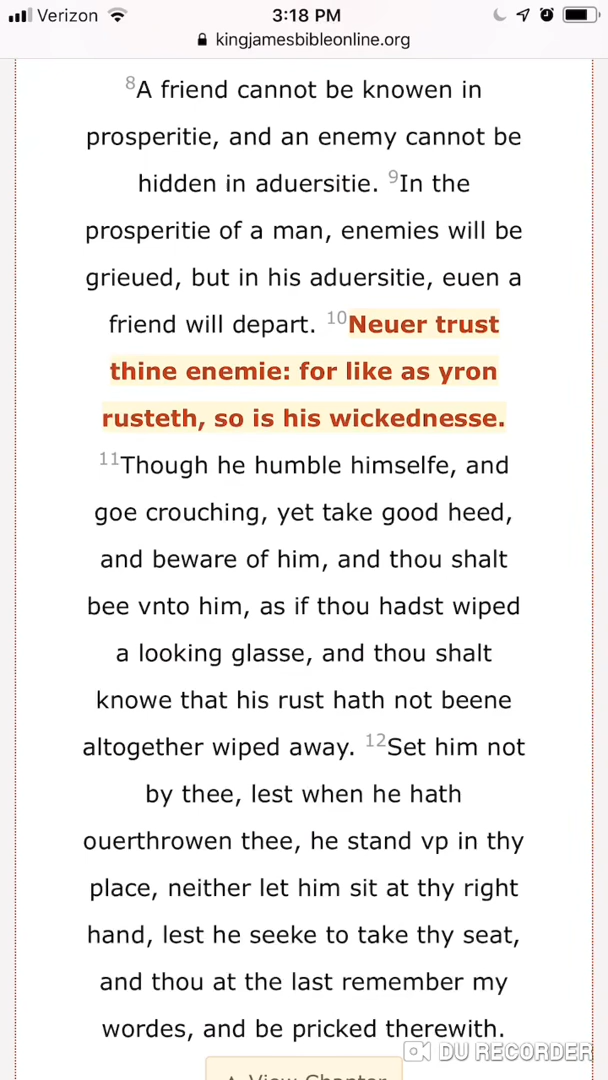 Verizon 3:18 PM
kingjamesbibleonline.org
8A friend cannot be knowen in
prosperitie, and an enemy cannot be
hidden in aduersitie. 9In the
prosperitie of a man, enemies will be
grieued, but in his aduersitie, euen a
friend will depart. 10Neuer trust
thine enemie: for like as yron
rusteth, so is his wickednesse.
11Though he humble himselfe, and
goe crouching, yet take good heed,
and beware of him, and thou shalt
bee vnto him, as if thou hadst wiped
a looking glasse, and thou shalt
knowe that his rust hath not beene
altogether wiped away. 12Set him not
by thee, lest when he hath
ouerthrowen thee, he stand vp in thy
place, neither let him sit at thy right
hand, lest he seeke to take thy seat,
and thou at the last remember my
wordes, and be pricked therewith.
View Chapter
DU RECORDER